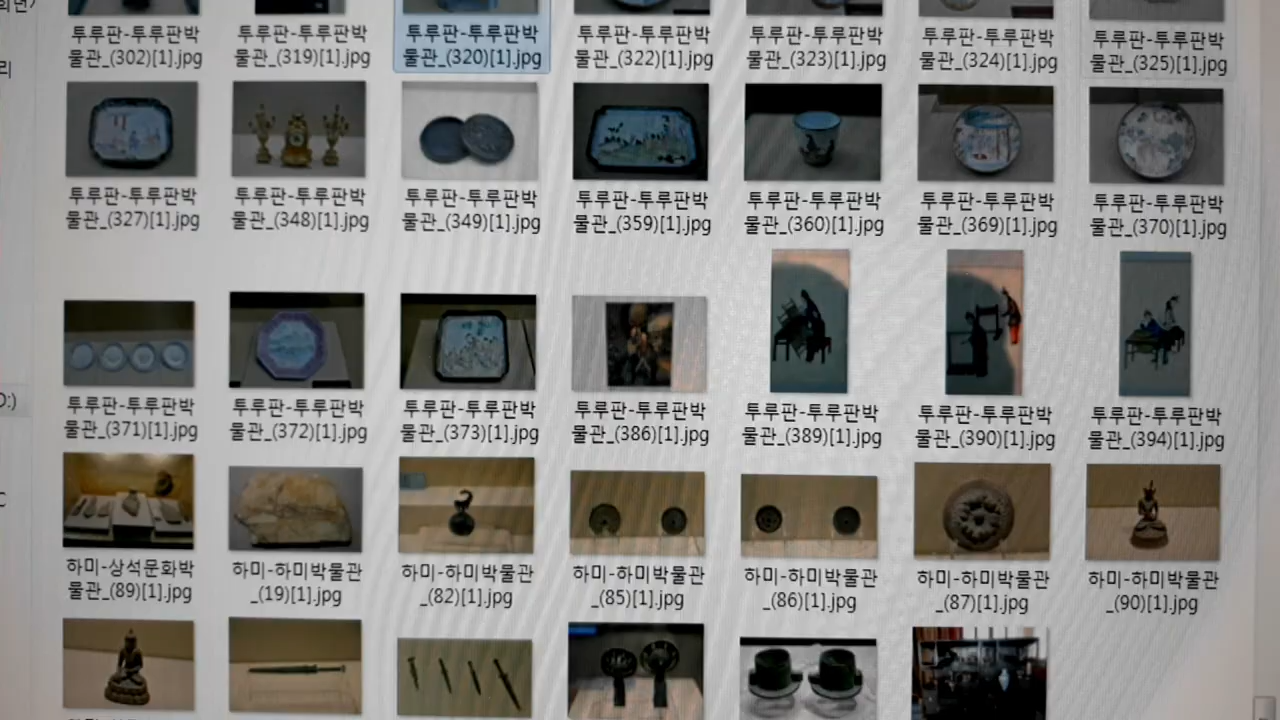 투루판-투루판박
물관_(302)[1].jpg
투루판-투루판박
물관_(319)[1].jpg
투루판-투루판박
물관_(320)[1].jpg
투루판-투루판박
물관_(322)[1].jpg
투루판-투루판박
물관_(323)[1].jpg
투루판-투루판박
물관_(324)[1].jpg
투루판-투루판박
물관_(325)[1].jpg
리
투루판-투루판박
물관_(327)[1].jpg
투루판-투루판박
물관_(348)[1].jpg
투루판-투루판박
물관_(349)[1].jpg
투루판-투루판박
물관_(359)[1].jpg
투루판-투루판박
물관_(360)[1].jpg
투루판-투루판박
물관_(369)[1].jpg
투루판-투루판박
물관_(370)[1].jpg
투루판-투루판박
물관_(371)[1].jpg
투루판-투루판박
물관_(372)[1].jpg
투루판-투루판박
물관_(373)[1].jpg
투루판-투루판박
물관_(386)[1].jpg
투루판-투루판박
물관_(389)[1].jpg
투루판-투루판박
물관_(390)[1].jpg
투루판-투루판박
물관_(394)[1].jpg
하미-상석문화박
물관_(89)[1].jpg
하미-하미박물관
_(19)[1].jpg
하미-하미박물관
_(82)[1].jpg
하미-하미박물관
_(85)[1].jpg
하미-하미박물관
_(86)[1].jpg
하미-하미박물관
_(87)[1].jpg
하미-하미박물관
_(90)[1].jpg